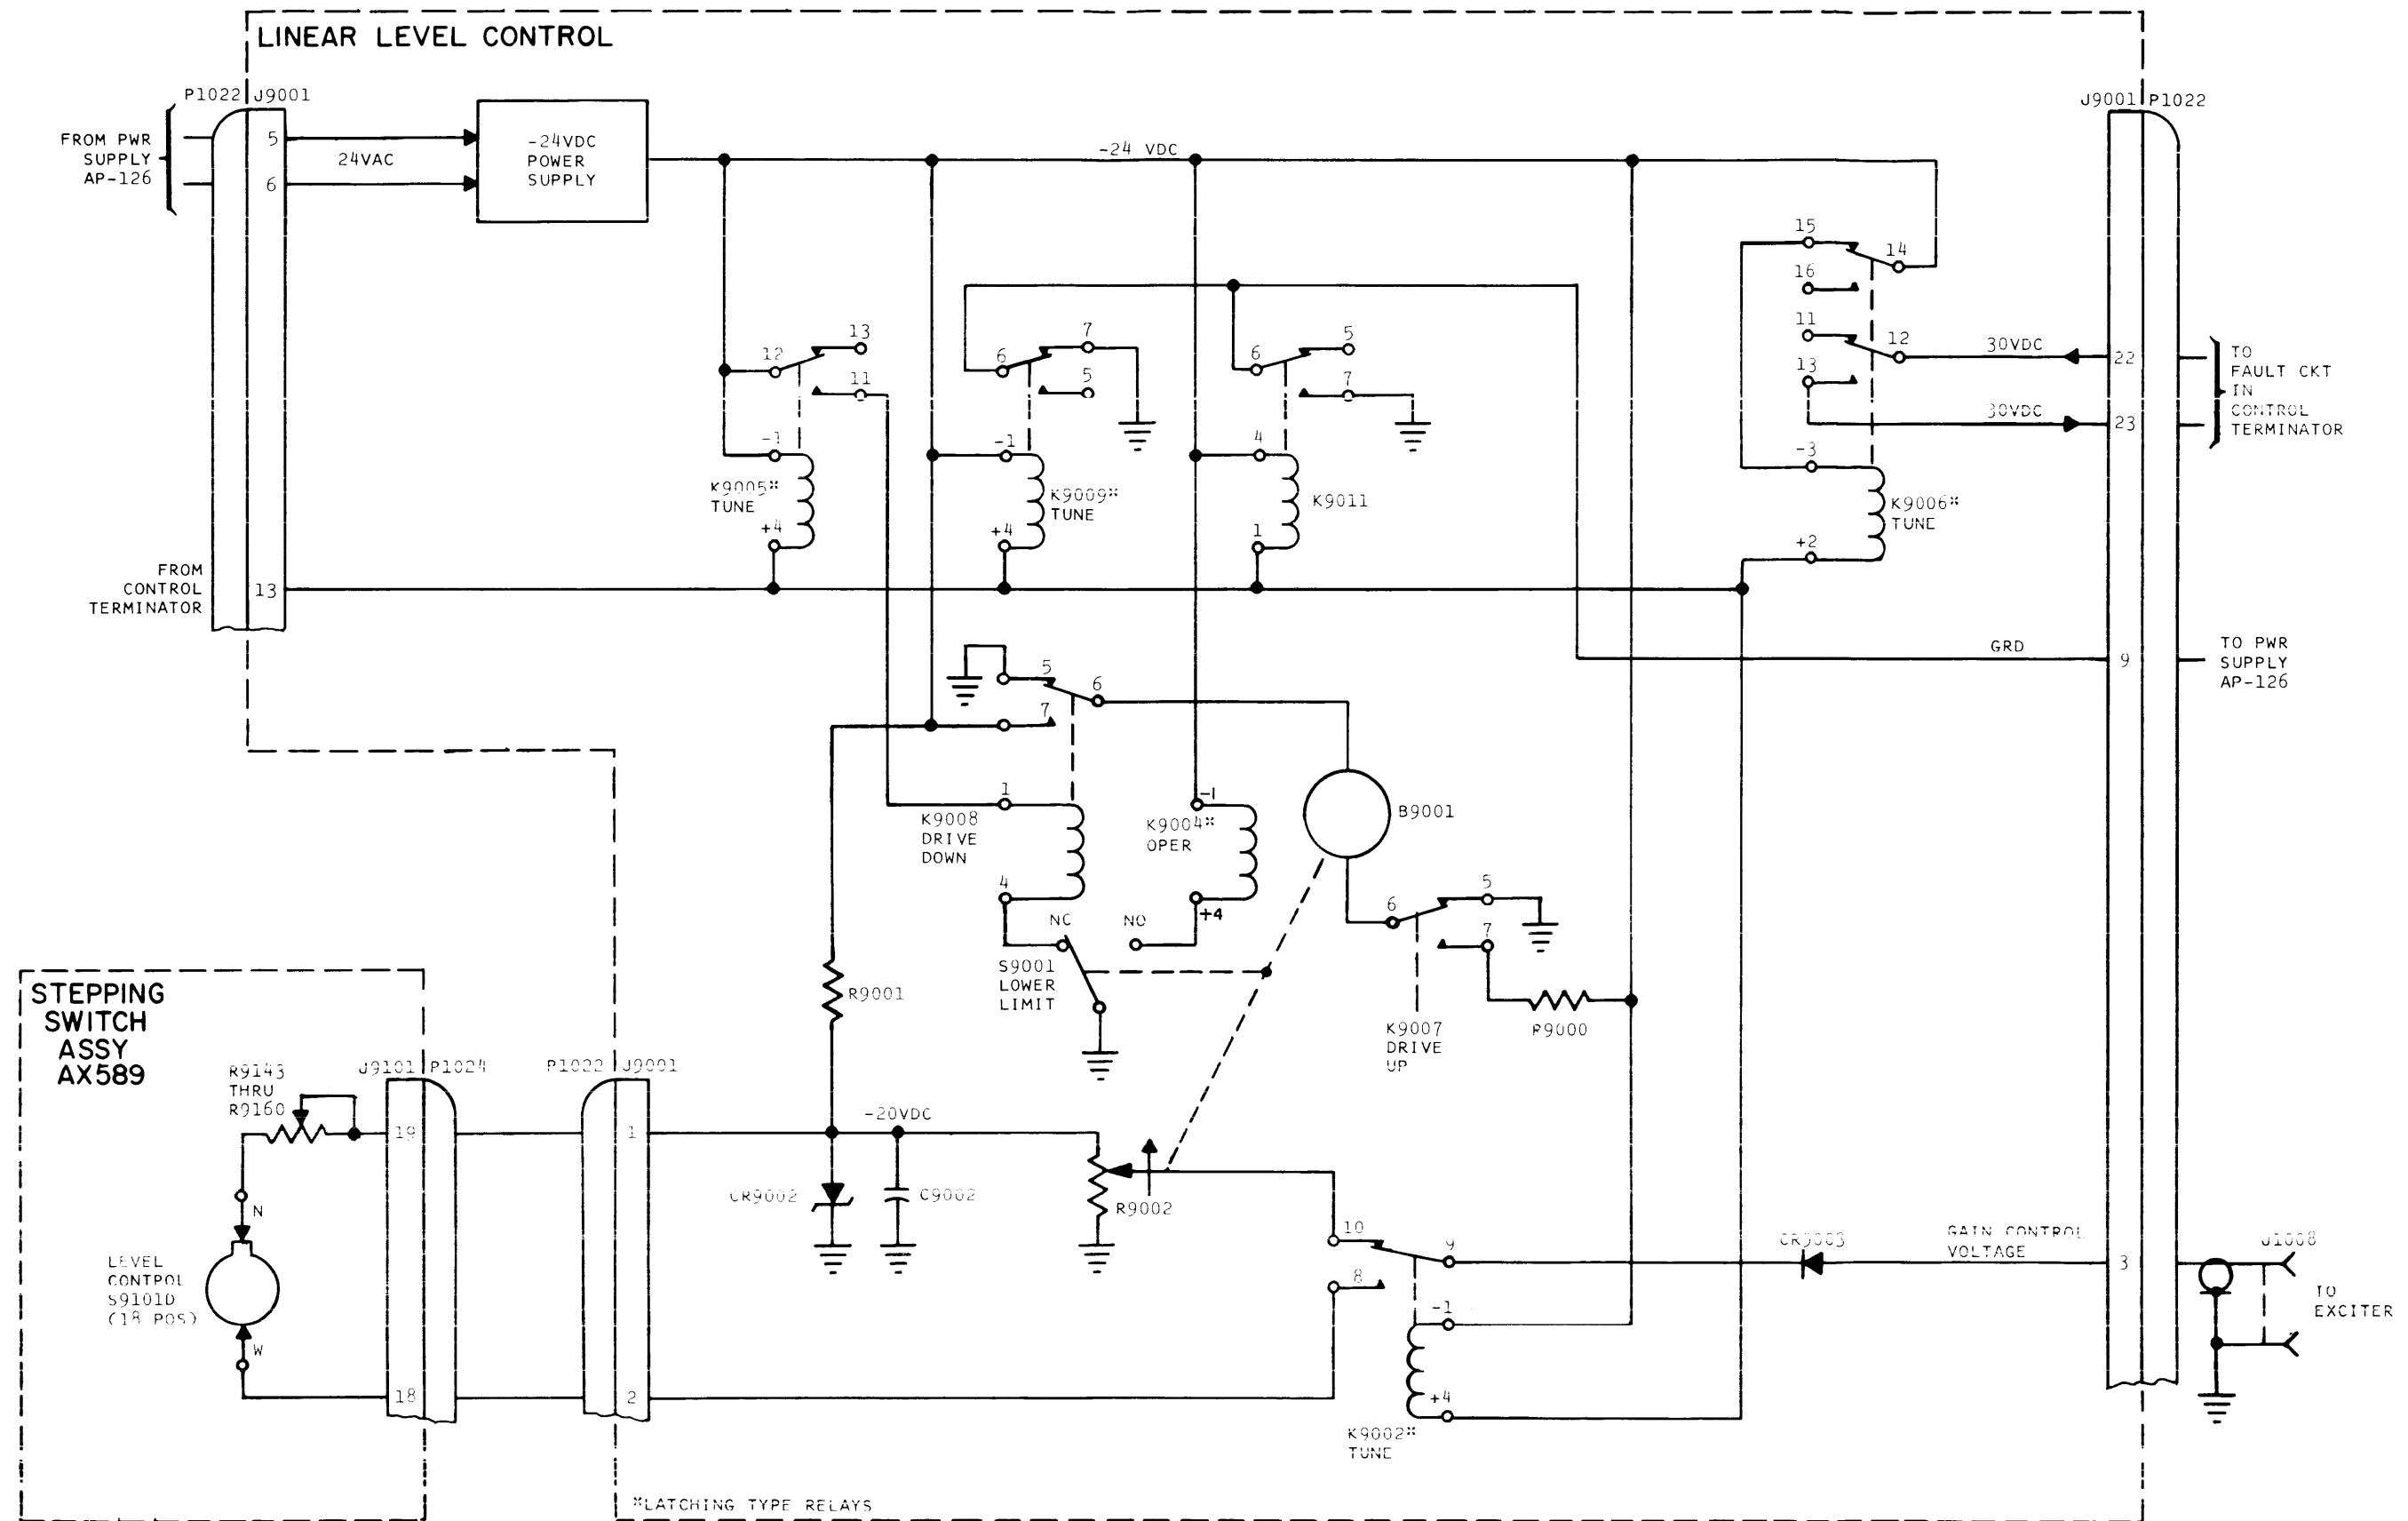 LINEAR LEVEL CONTROL
P1022 J9001
J9001 P1022
FROM PWR
SUPPLY
AP-126
5
6
24VAC
-24VDC
POWER
SUPPLY
-24 VDC
15
14
16
11
12
13
30VDC
22
30VDC
23
TO
FAULT CKT
IN
CONTROL
TERMINATOR
12
13
11
6
7
5
6
5
7
-1
K9005*
TUNE
+4
-1
K9009*
TUNE
+4
4
K9011
1
-3
K9006*
TUNE
+2
FROM
CONTROL
TERMINATOR
13
GRD
9
TO PWR
SUPPLY
AP-126
5
6
7
1
K9008
DRIVE
DOWN
4
-1
K9004*
OPER
+4
B9001
NC
NO
S9001
LOWER
LIMIT
6
5
7
K9007
DRIVE
UP
R9000
R9001
STEPPING
SWITCH
ASSY
AX589
R9143
THRU
R9160
J9101 P1024
P1022 J9001
19
1
-20VDC
N
LEVEL
CONTROL
S9101D
(18 POS)
W
18
2
CR9002
C9002
R9002
10
9
8
-1
+4
K9002*
TUNE
CR9003
GAIN CONTROL
VOLTAGE
3
J1008
TO
EXCITER
*LATCHING TYPE RELAYS